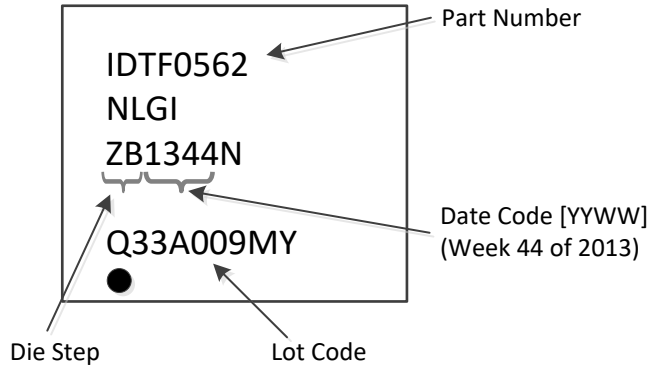 Part Number
IDTF0562
NLGI
ZB1344N
Date Code [YYWW]
(Week 44 of 2013)
Q33A009MY
Die Step
Lot Code